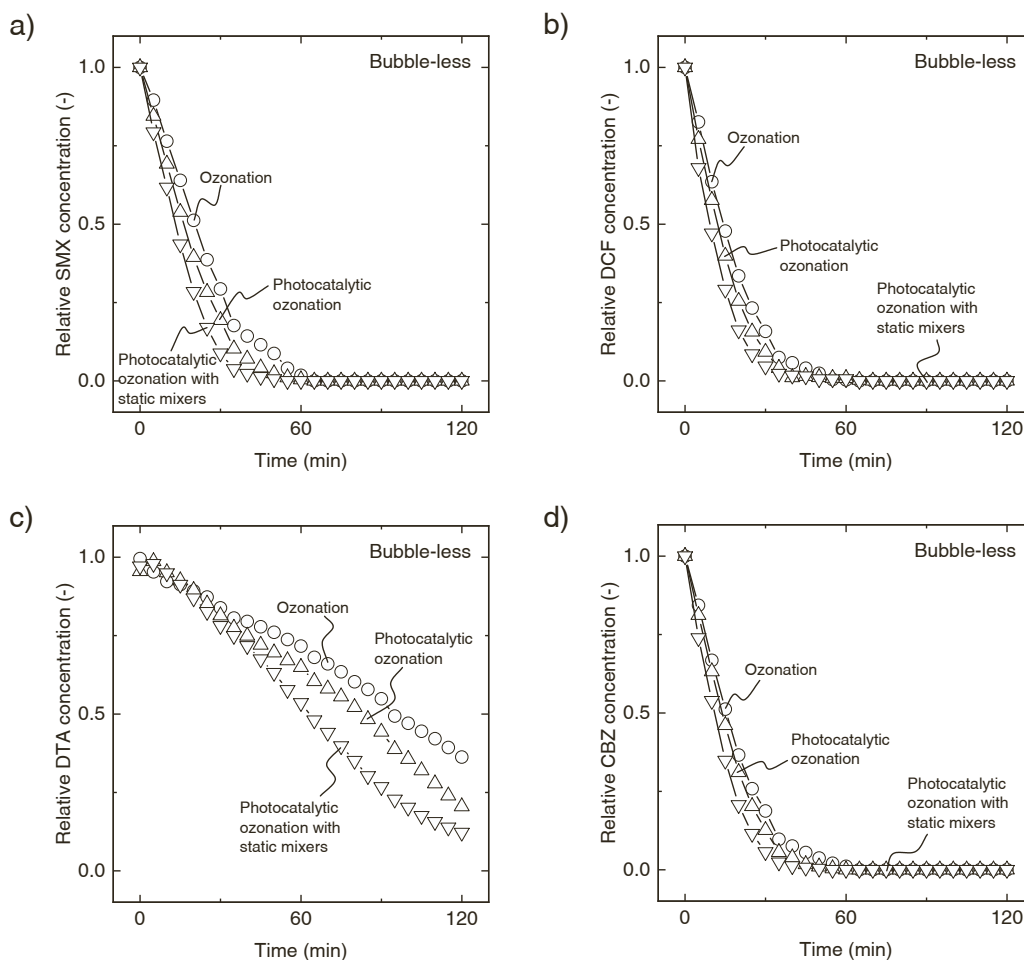 a)
Bubble-less
1.0
0.5
0.0
Relative SMX concentration (-)
Ozonation
Photocatalytic
ozonation
Photocatalytic
ozonation with
static mixers
0
60
120
Time (min)
b)
Bubble-less
1.0
0.5
0.0
Relative DCF concentration (-)
Ozonation
Photocatalytic
ozonation
Photocatalytic
ozonation with
static mixers
0
60
120
Time (min)
c)
Bubble-less
1.0
0.5
0.0
Relative DTA concentration (-)
Ozonation
Photocatalytic
ozonation
Photocatalytic
ozonation with
static mixers
0
60
120
Time (min)
d)
Bubble-less
1.0
0.5
0.0
Relative CBZ concentration (-)
Ozonation
Photocatalytic
ozonation
Photocatalytic
ozonation with
static mixers
0
60
120
Time (min)